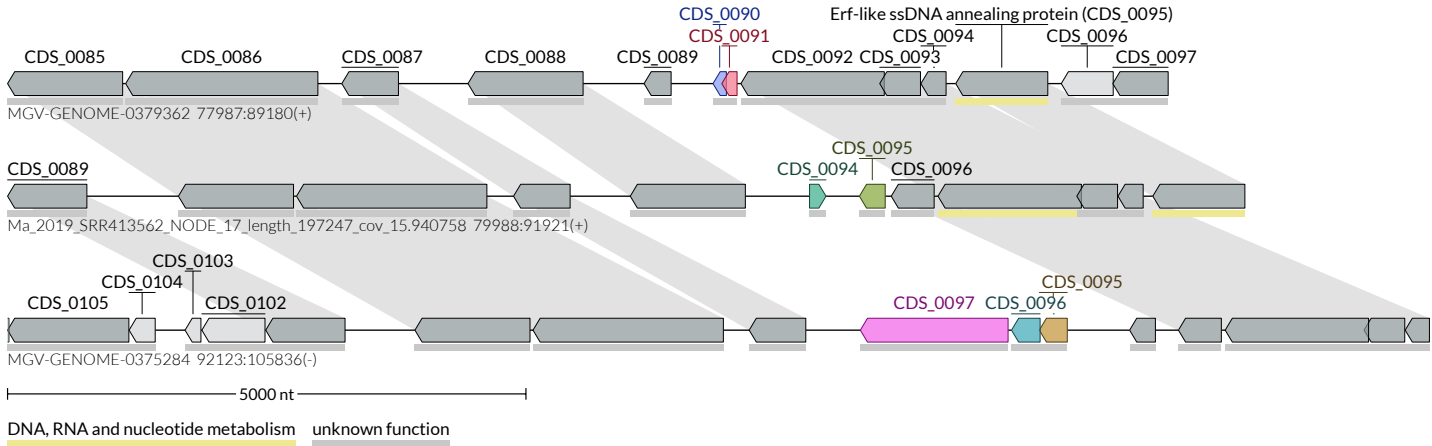 CDS_0090 Erf-like ssDNA annealing protein (CDS_0095)
CDS_0091 CDS_0094 CDS_0096
CDS_0085 CDS_0086 CDS_0087 CDS_0088 CDS_0089 CDS_0092 CDS_0093 CDS_0097
MGV-GENOME-0379362 77987:89180(+)
CDS_0095
CDS_0089 CDS_0094 CDS_0096
Ma_2019_SRR413562_NODE_17_length_197247_cov_15.940758 79988:91921(+)
CDS_0103
CDS_0104 CDS_0095
CDS_0105 CDS_0102 CDS_0097 CDS_0096
MGV-GENOME-0375284 92123:105836(-)
5000 nt
DNA, RNA and nucleotide metabolism unknown function